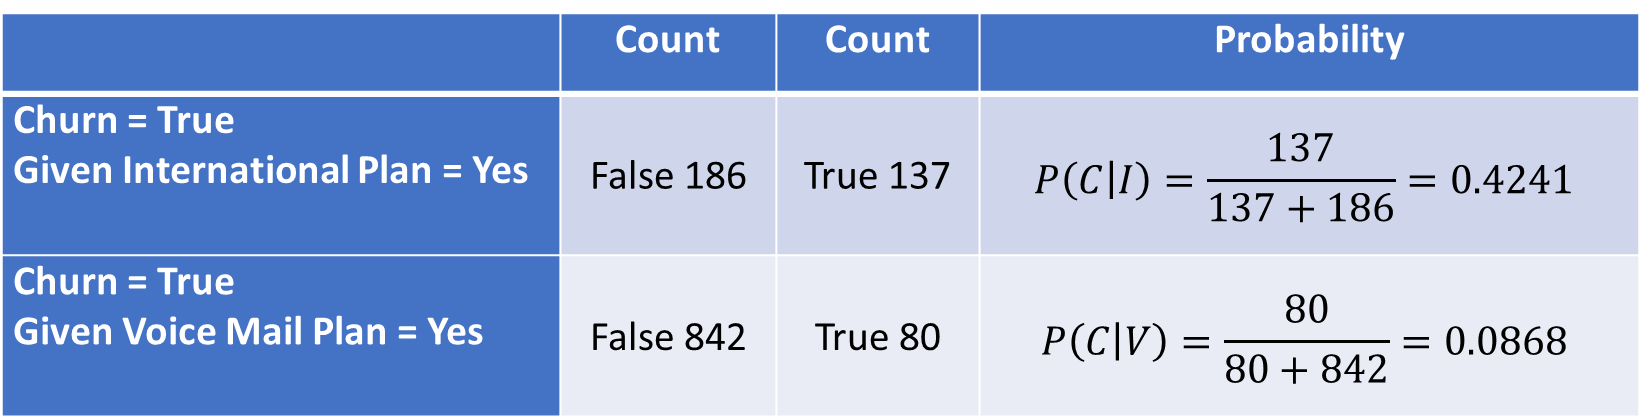 Count Count Probability
Churn = True
Given International Plan = Yes
False 186 True 137 P(C|I) = 137 / 137 + 186 = 0.4241
Churn = True
Given Voice Mail Plan = Yes
False 842 True 80 P(C|V) = 80 / 80 + 842 = 0.0868